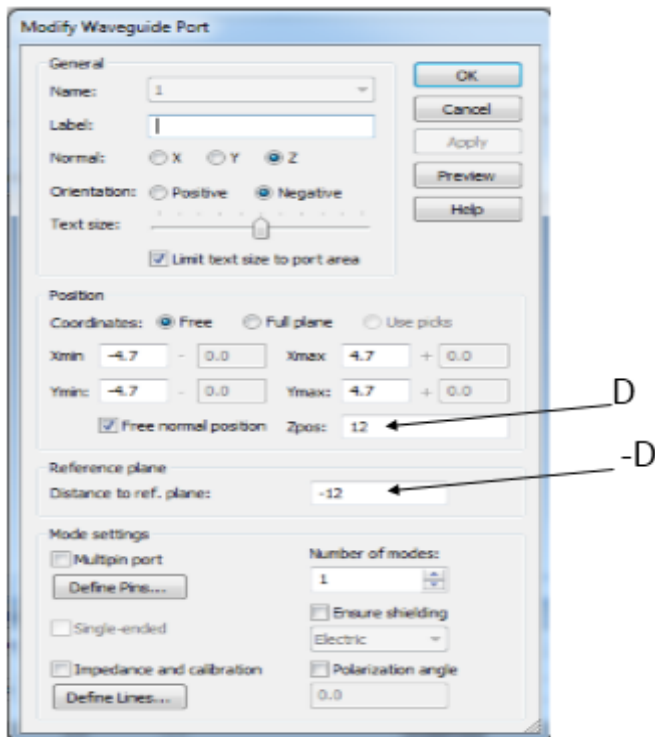 Modify Waveguide Port
General
Name: 1
Label:
Normal: X Y Z
Orientation: Positive Negative
Text size:
Limit text size to port area
OK
Cancel
Apply
Preview
Help
Position
Coordinates: Free Full plane Use picks
Xmin -4.7 - 0.0 Xmax 4.7 + 0.0
Ymin: -4.7 - 0.0 Ymax: 4.7 + 0.0
Free normal position Zpos: 12
D
Reference plane
Distance to ref. plane: -12
-D
Mode settings
Multipin port
Define Pins...
Single-ended
Impedance and calibration
Define Lines...
Number of modes:
1
Ensure shielding
Electric
Polarization angle
0.0